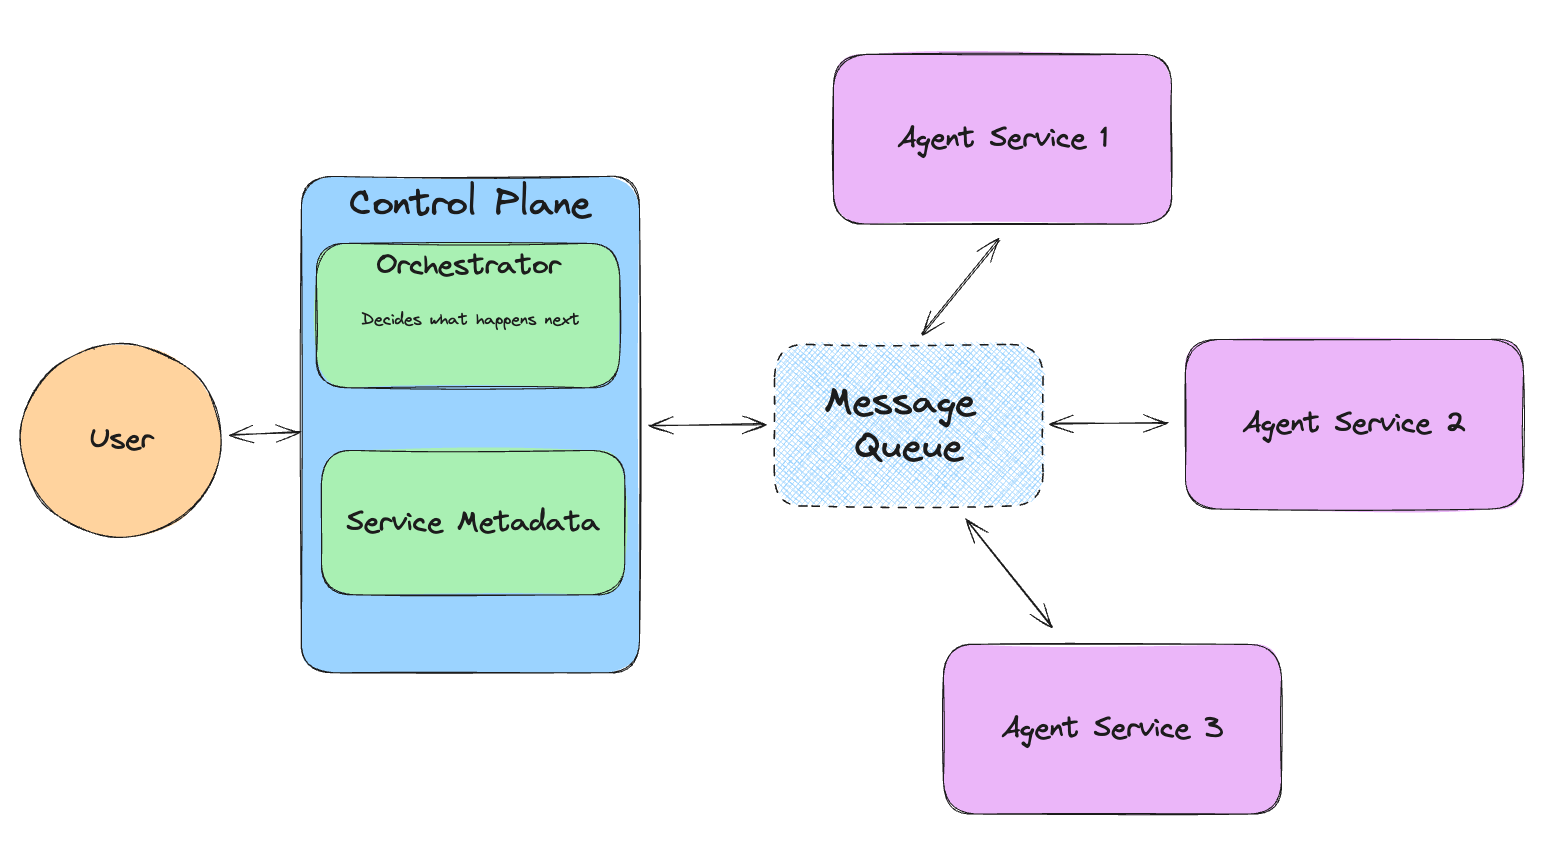 Agent Service 1
Control Plane
Orchestrator
Decides what happens next
User
Service Metadata
Message
Queue
Agent Service 2
Agent Service 3